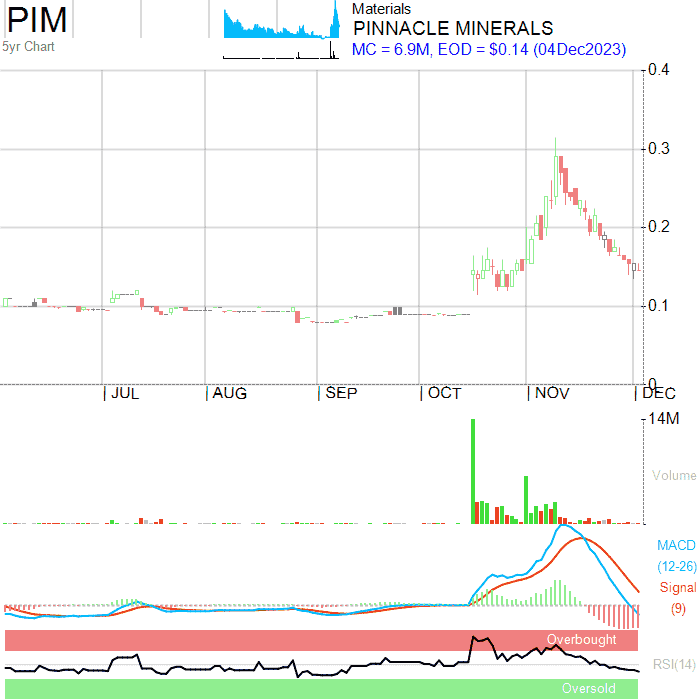 PIM
5yr Chart
Materials
PINNACLE MINERALS
MC = 6.9M, EOD = $0.14 (04Dec2023)
0.4
0.3
0.2
0.1
0
JUL AUG SEP OCT NOV DEC
14M
Volume
MACD
(12-26)
Signal
(9)
Overbought
RSI(14)
Oversold